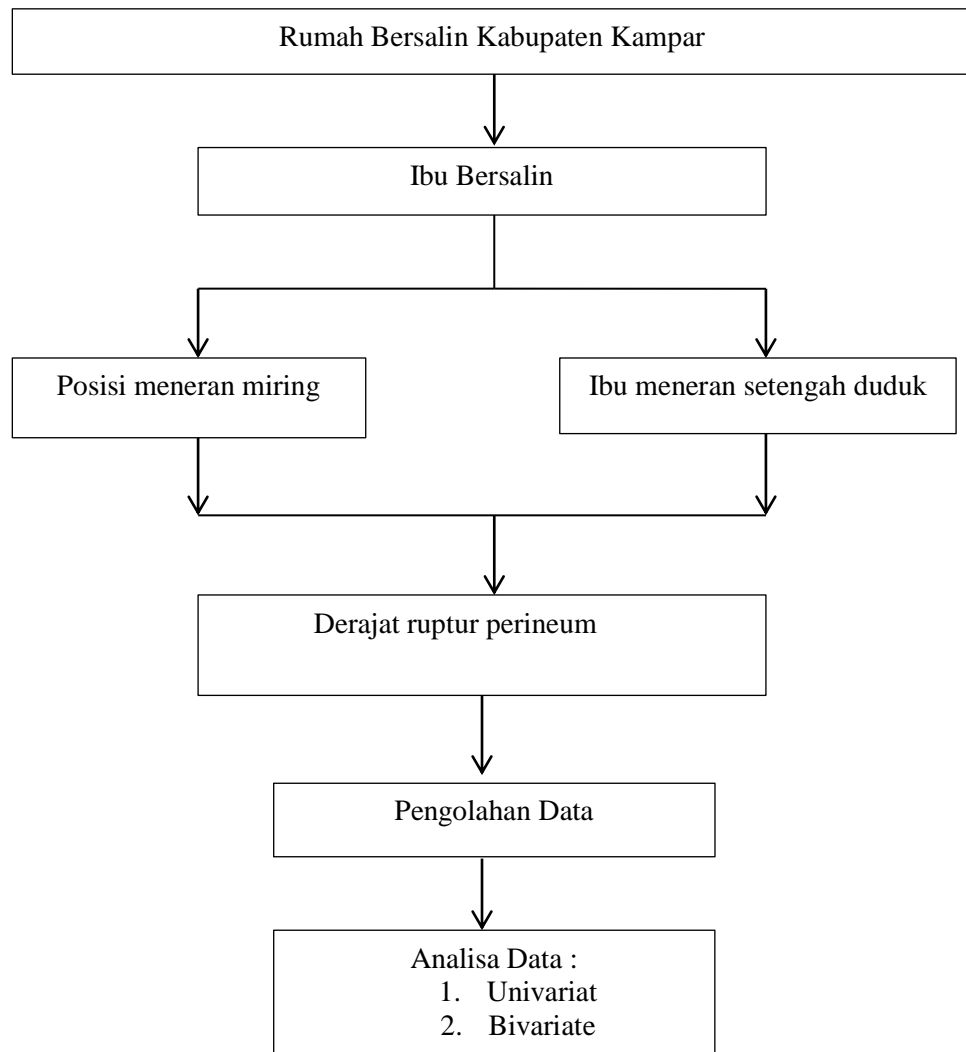 Rumah Bersalin Kabupaten Kampar
Ibu Bersalin
Posisi meneran miring
Ibu meneran setengah duduk
Derajat ruptur perineum
Pengolahan Data
Analisa Data :
1. Univariat
2. Bivariate